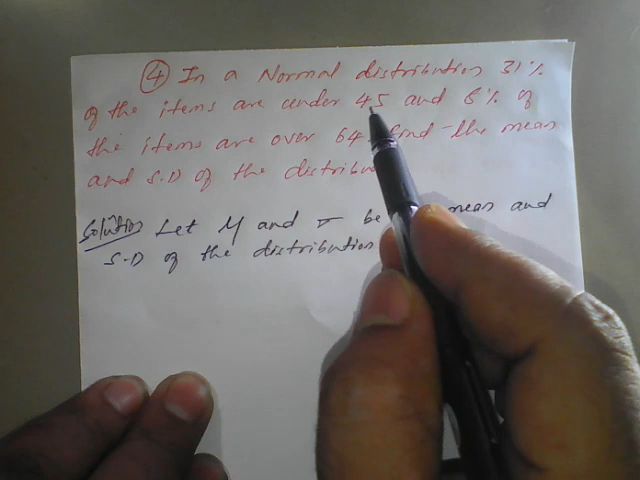 ④ In a Normal distribution 31%
of the items are under 45 and 8% of
the items are over 64. find the mean
and S.D of the
Solution Let μ and σ be mean and
S.D of the distribution